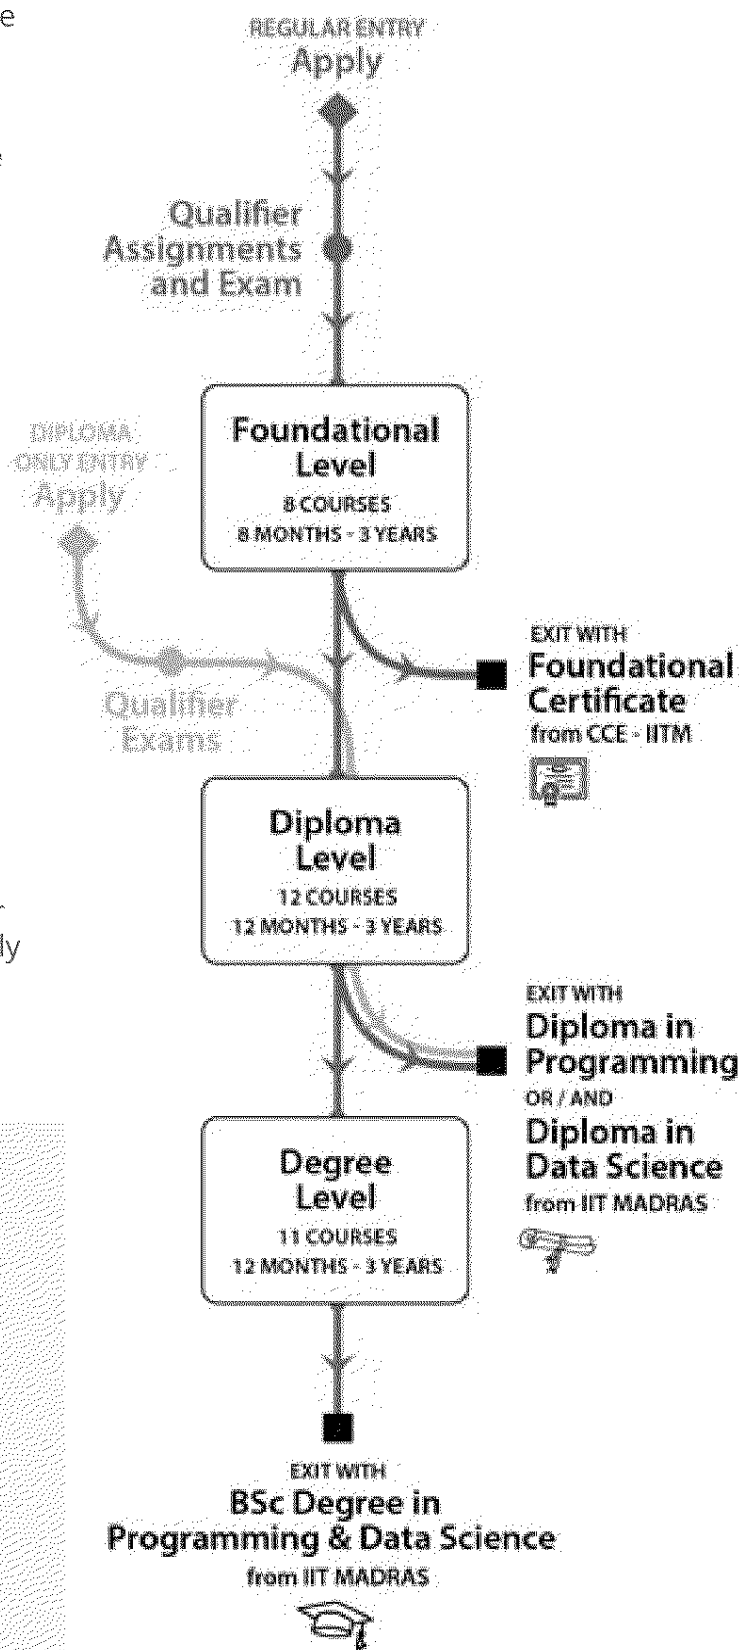 e
REGULAR ENTRY
Apply
Qualifier
Assignments
and Exam
Foundational
Level
8 COURSES
8 MONTHS - 3 YEARS
DIPLOMA
ONLY ENTRY
Apply
Qualifier
Exams
EXIT WITH
Foundational
Certificate
from CCE - IITM
Diploma
Level
12 COURSES
12 MONTHS - 3 YEARS
ly
EXIT WITH
Diploma in
Programming
OR / AND
Diploma in
Data Science
from IIT MADRAS
Degree
Level
11 COURSES
12 MONTHS - 3 YEARS
EXIT WITH
BSc Degree in
Programming & Data Science
from IIT MADRAS